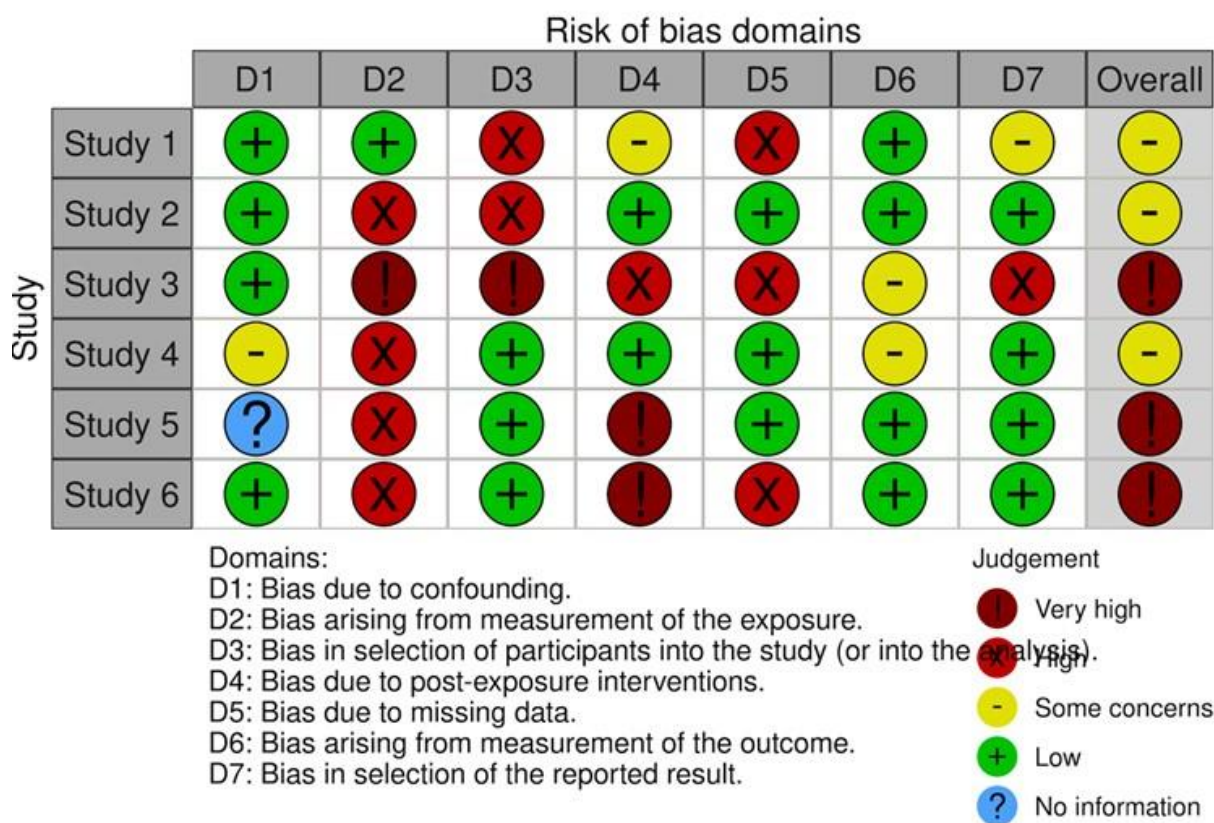 Risk of bias domains
D1 D2 D3 D4 D5 D6 D7 Overall
Study
Study 1 + + X - X + - -
Study 2 + X X + + + + -
Study 3 + ! ! X X - X !
Study 4 - X + + + - + -
Study 5 ? X + ! + + + !
Study 6 + X + ! X + + !
Domains:
D1: Bias due to confounding.
D2: Bias arising from measurement of the exposure.
D3: Bias in selection of participants into the study (or into the analysis).
D4: Bias due to post-exposure interventions.
D5: Bias due to missing data.
D6: Bias arising from measurement of the outcome.
D7: Bias in selection of the reported result.
Judgement
! Very high
X High
- Some concerns
+ Low
? No information